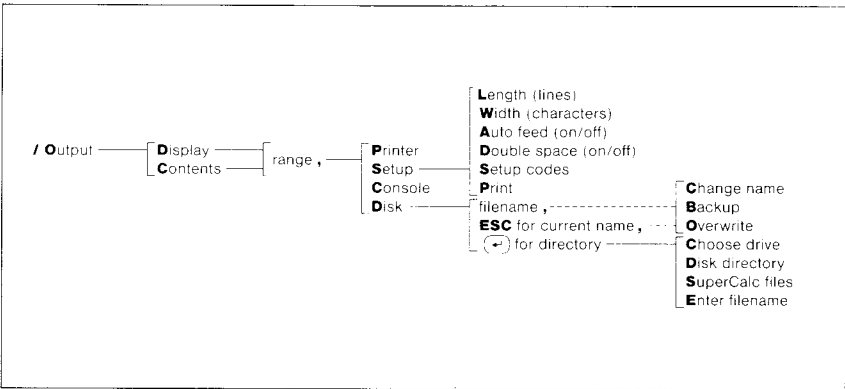 / Output
Display
Contents
range ,
Printer
Setup
Console
Disk
Length (lines)
Width (characters)
Auto feed (on/off)
Double space (on/off)
Setup codes
Print
filename ,
ESC for current name ,
(↵) for directory
Change name
Backup
Overwrite
Choose drive
Disk directory
SuperCalc files
Enter filename